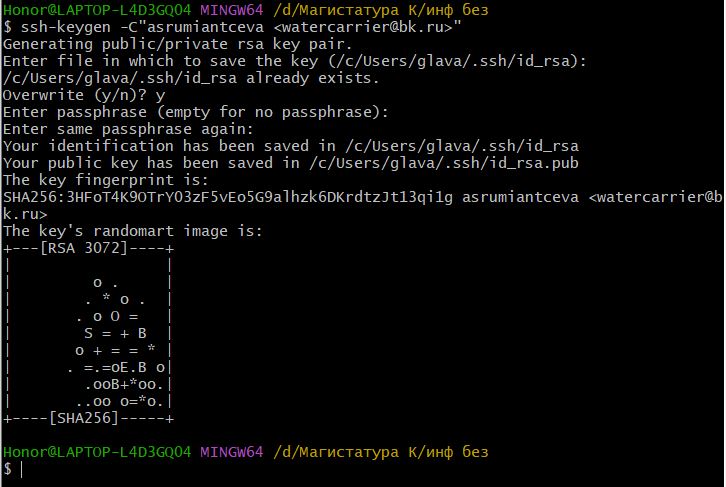 Honor@LAPTOP-L4D3GQO4 MINGW64 /d/Магистатура К/инф без
$ ssh-keygen -C"asrumiantceva <watercarrier@bk.ru>"
Generating public/private rsa key pair.
Enter file in which to save the key (/c/Users/glava/.ssh/id_rsa):
/c/Users/glava/.ssh/id_rsa already exists.
Overwrite (y/n)? y
Enter passphrase (empty for no passphrase):
Enter same passphrase again:
Your identification has been saved in /c/Users/glava/.ssh/id_rsa
Your public key has been saved in /c/Users/glava/.ssh/id_rsa.pub
The key fingerprint is:
SHA256:3HFoT4K9OTrYO3zF5vEo5G9alhzk6DKrdtzJt13qi1g asrumiantceva <watercarrier@b
k.ru>
The key's randomart image is:
+---[RSA 3072]----+
|                 |
|         o .     |
|        . * o .  |
|       . o O =   |
|        S = + B  |
|       o + = = * |
|      . =.=oE.B o|
|        .ooB+*oo.|
|       ..oo o=*o.|
+----[SHA256]-----+
Honor@LAPTOP-L4D3GQO4 MINGW64 /d/Магистатура К/инф без
$